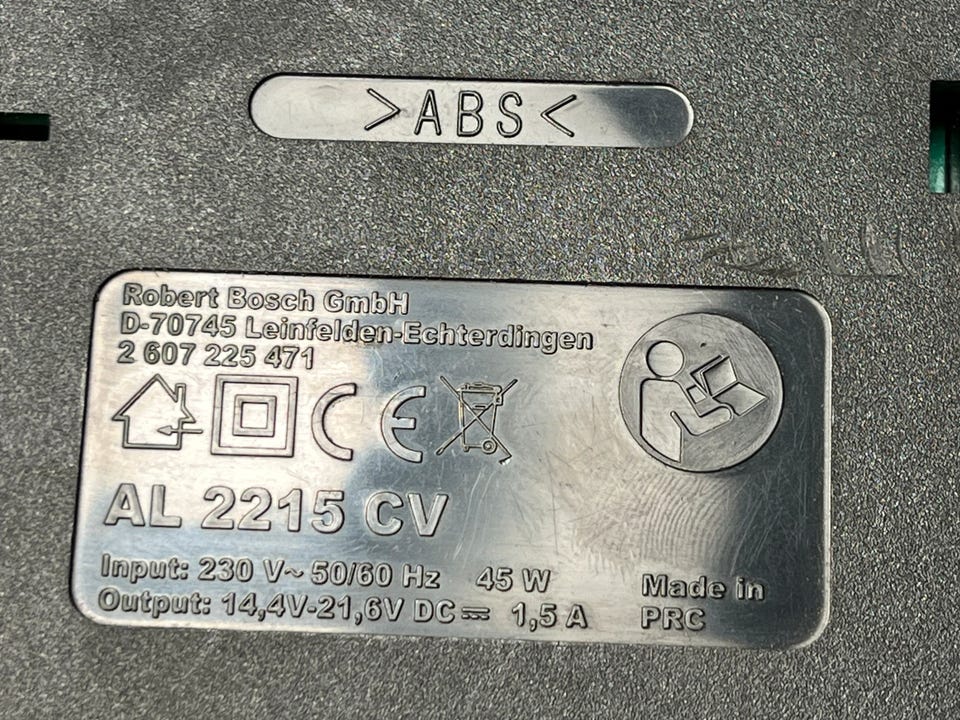 >ABS<
Robert Bosch GmbH
D-70745 Leinfelden-Echterdingen
2 607 225 471
CE
AL 2215 CV
Input: 230 V~ 50/60 Hz 45 W
Output: 14,4V-21,6V DC⎓ 1,5 A
Made in
PRC